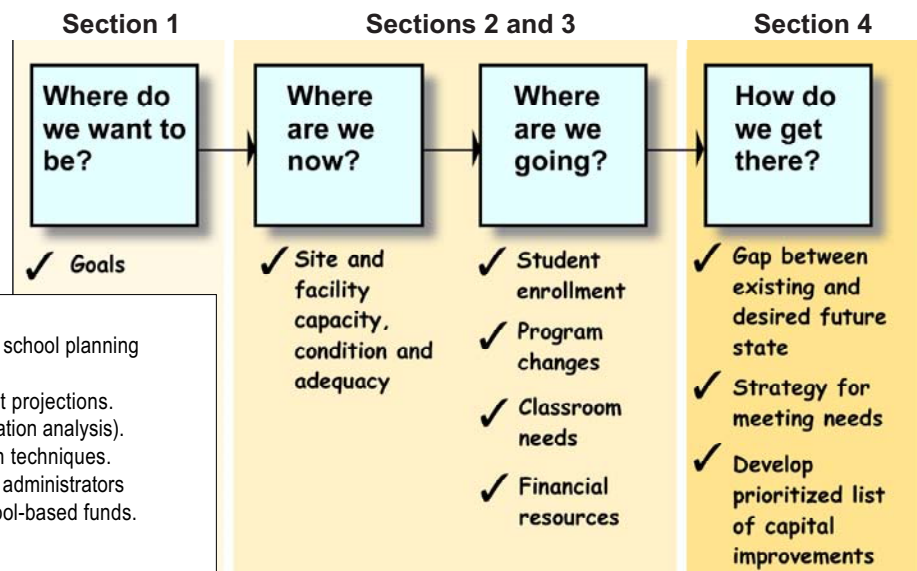 Section 1
Sections 2 and 3
Section 4
Where do
we want to
be?
Where
are we
now?
Where
are we
going?
How do
we get
there?
✓ Goals
✓ Site and
facility
capacity,
condition and
adequacy
✓ Student
enrollment
✓ Program
changes
✓ Classroom
needs
✓ Financial
resources
✓ Gap between
existing and
desired future
state
✓ Strategy for
meeting needs
✓ Develop
prioritized list
of capital
improvements
school planning
projections.
analysis).
techniques.
administrators
funds.